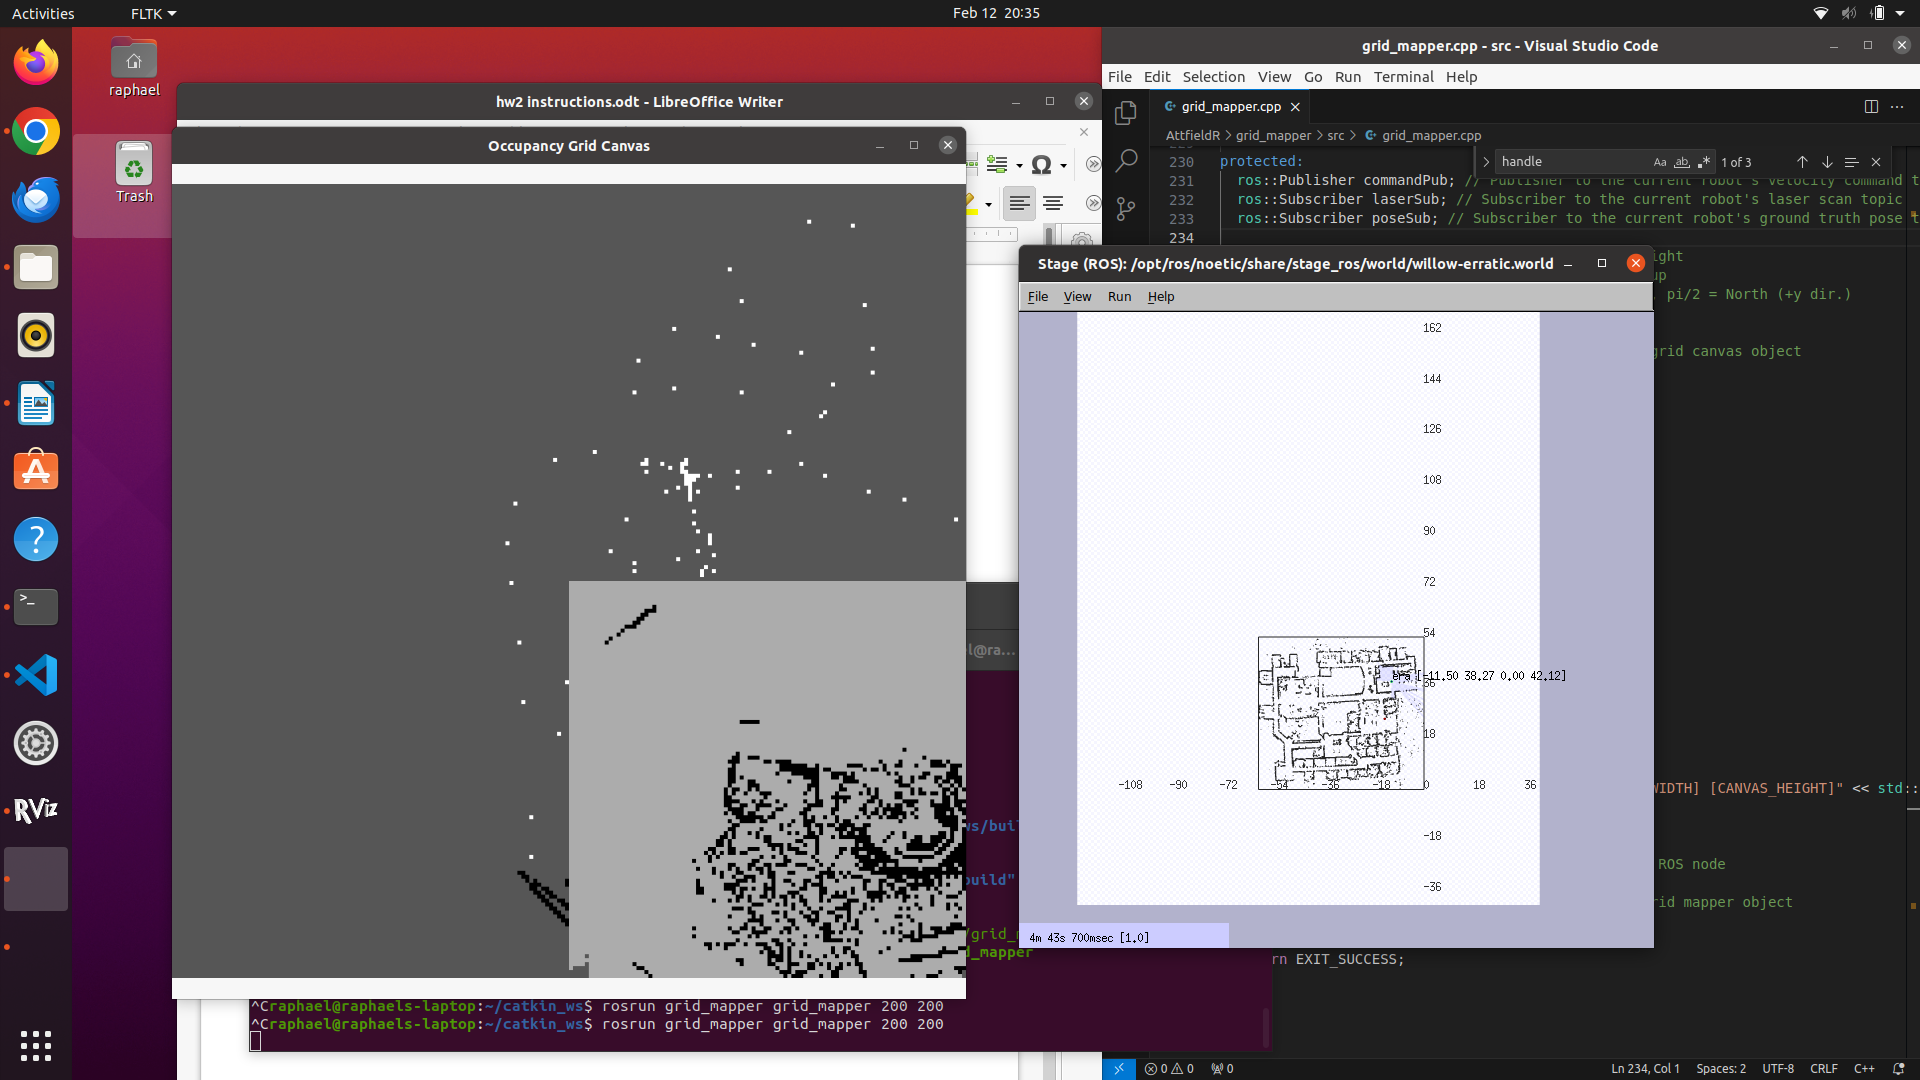 Activities
FLTK
Feb 12 20:35
raphael
Trash
hw2 instructions.odt - LibreOffice Writer
Occupancy Grid Canvas
grid_mapper.cpp - src - Visual Studio Code
File Edit Selection View Go Run Terminal Help
grid_mapper.cpp
AttfieldR > grid_mapper > src > grid_mapper.cpp
handle
Aa ab 1 of 3
230 protected:
231 ros::Publisher commandPub; // Publisher to the current robot's velocity command t
232 ros::Subscriber laserSub; // Subscriber to the current robot's laser scan topic
233 ros::Subscriber poseSub; // Subscriber to the current robot's ground truth pose t
234
ight
up
pi/2 = North (+y dir.)
grid canvas object
WIDTH] [CANVAS_HEIGHT]" << std::
ROS node
rid mapper object
rn EXIT_SUCCESS;
Stage (ROS): /opt/ros/noetic/share/stage_ros/world/willow-erratic.world
File View Run Help
162
144
126
108
90
72
54
era [-11.50 38.27 0.00 42.12]
36
18
-108 -90 -72 -54 -36 -18 0 18 36
-18
-36
4m 43s 700msec [1.0]
l@ra...
ws/buil
build"
/grid_m
d_mapper
^Craphael@raphaels-laptop:~/catkin_ws$ rosrun grid_mapper grid_mapper 200 200
^Craphael@raphaels-laptop:~/catkin_ws$ rosrun grid_mapper grid_mapper 200 200
RViz
0 0 0
Ln 234, Col 1 Spaces: 2 UTF-8 CRLF C++